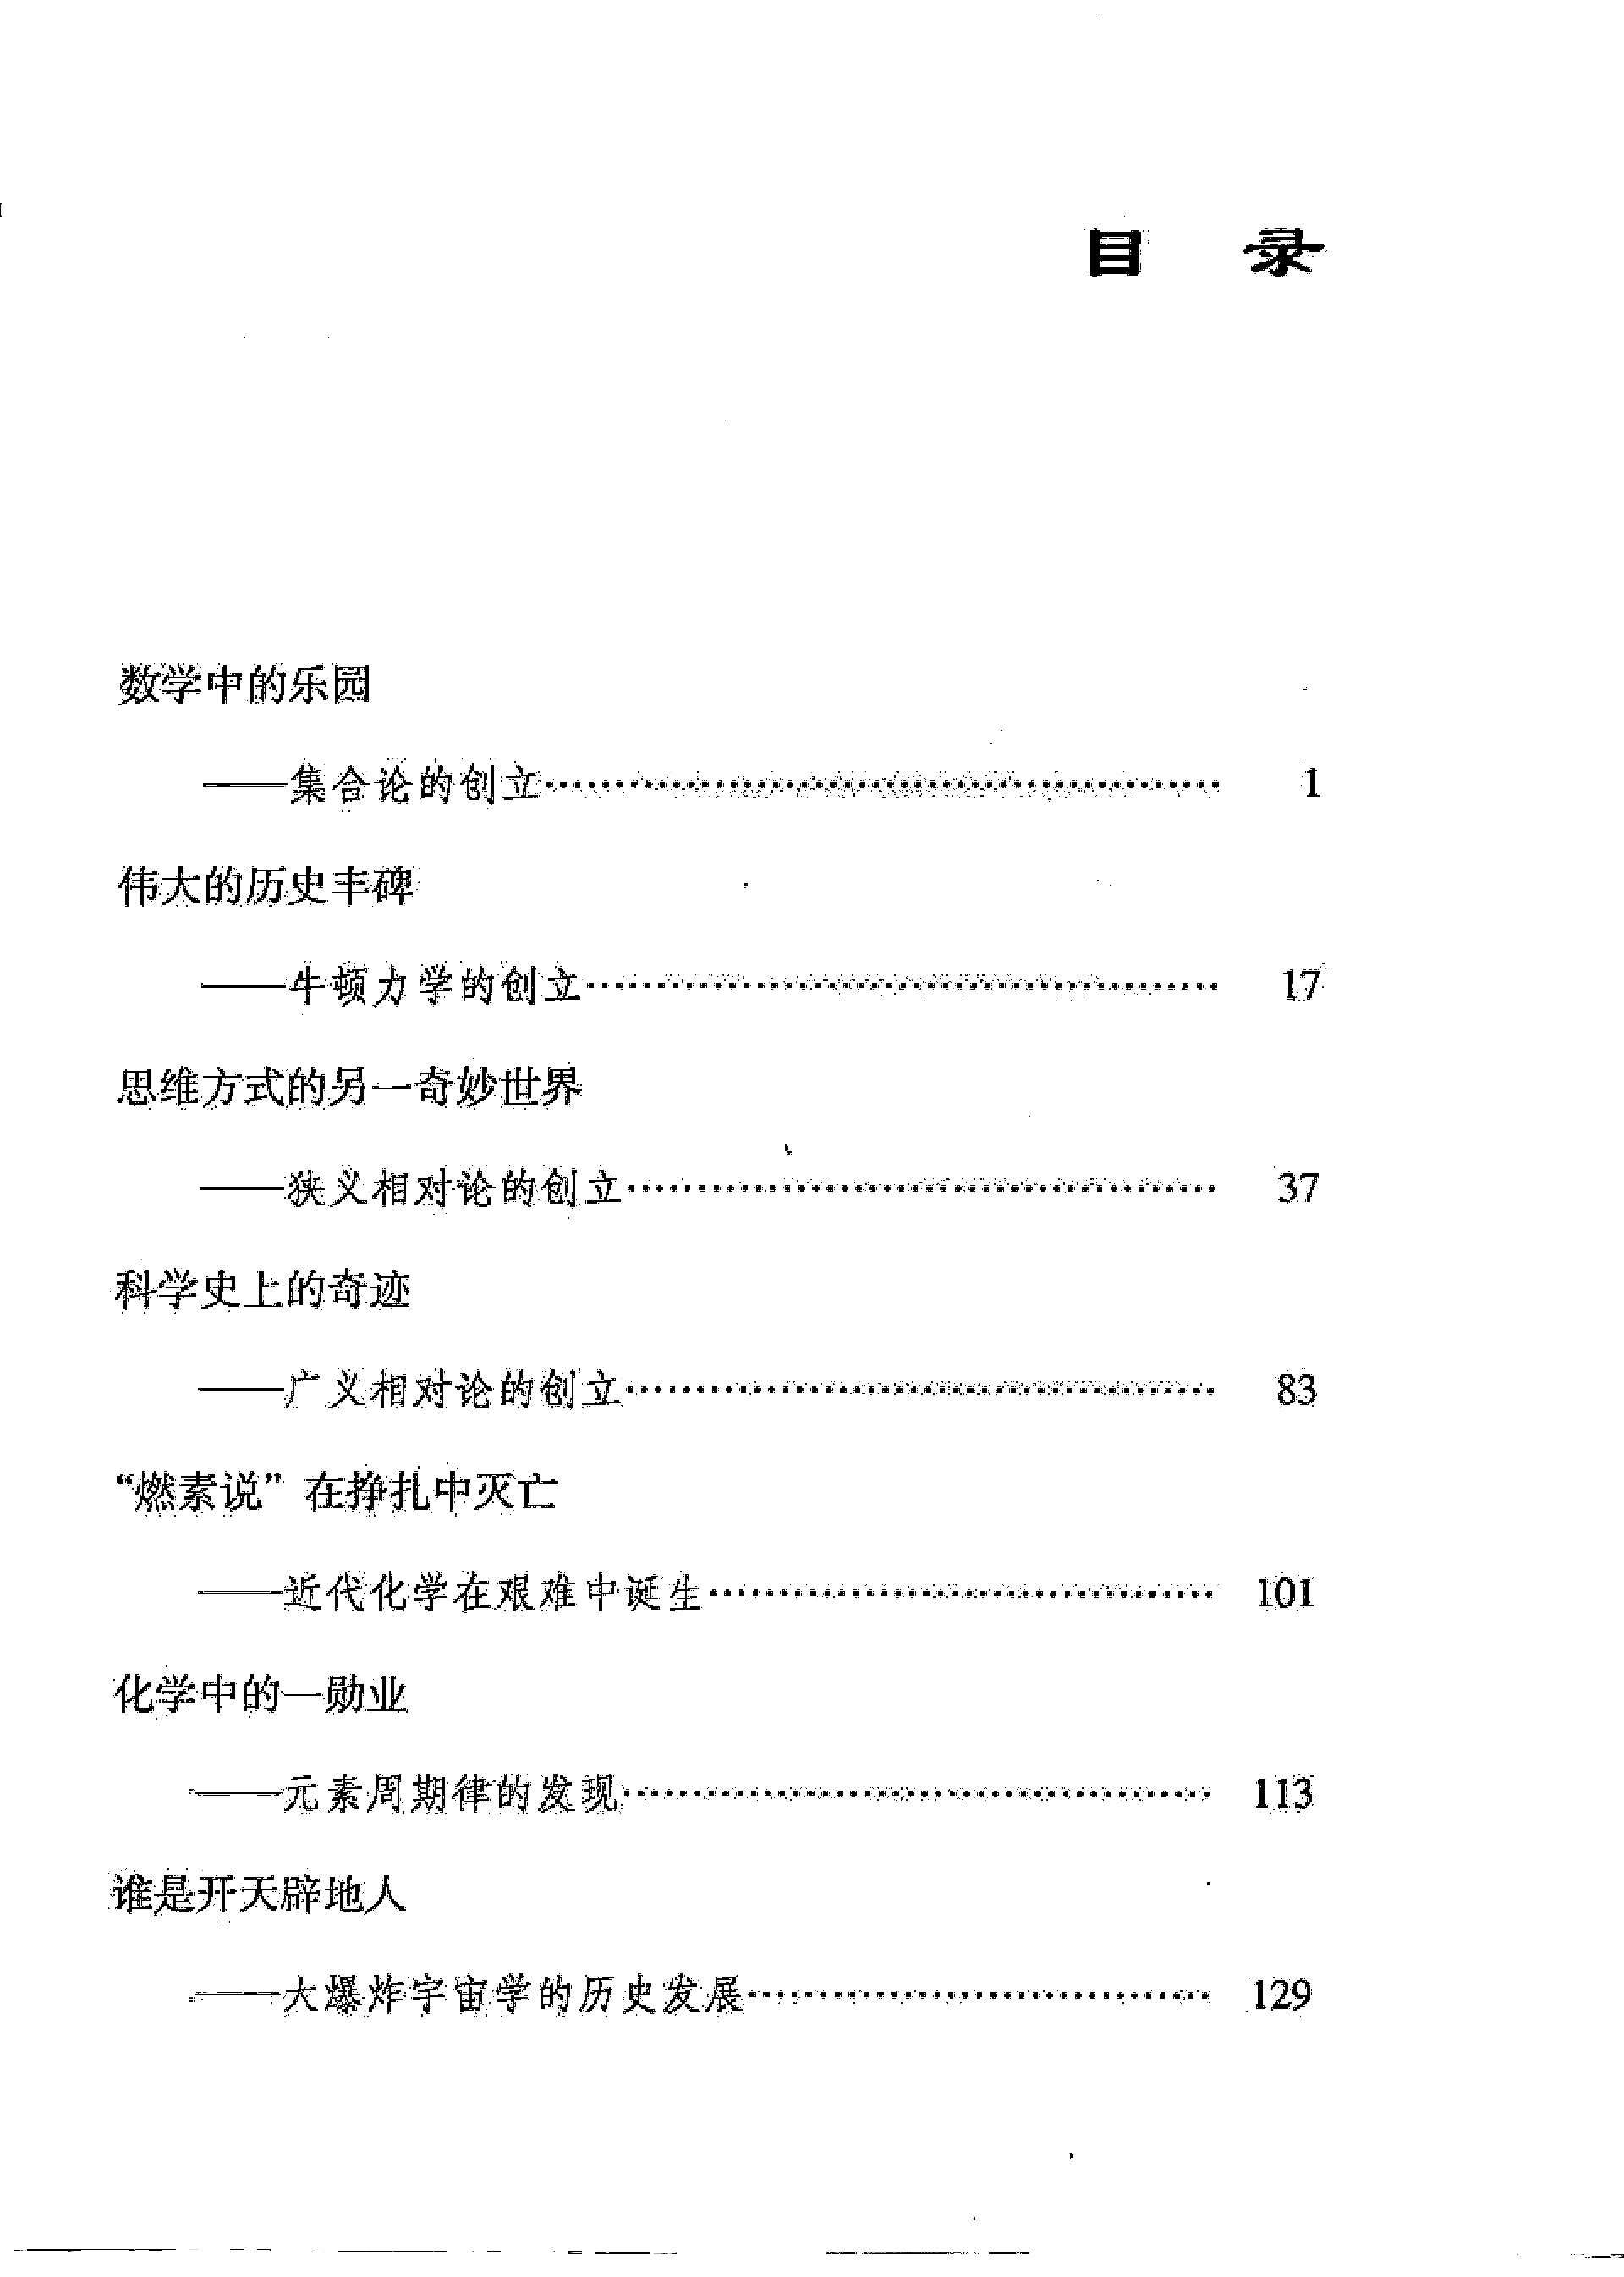 目 录
数学中的乐园
——集合论的创立…………………………………… 1
伟大的历史丰碑
——牛顿力学的创立………………………………… 17
思维方式的另一奇妙世界
——狭义相对论的创立……………………………… 37
科学史上的奇迹
——广义相对论的创立……………………………… 83
“燃素说”在挣扎中灭亡
——近代化学在艰难中诞生………………………… 101
化学中的一勋业
——元素周期律的发现……………………………… 113
谁是开天辟地人
——大爆炸宇宙学的历史发展……………………… 129